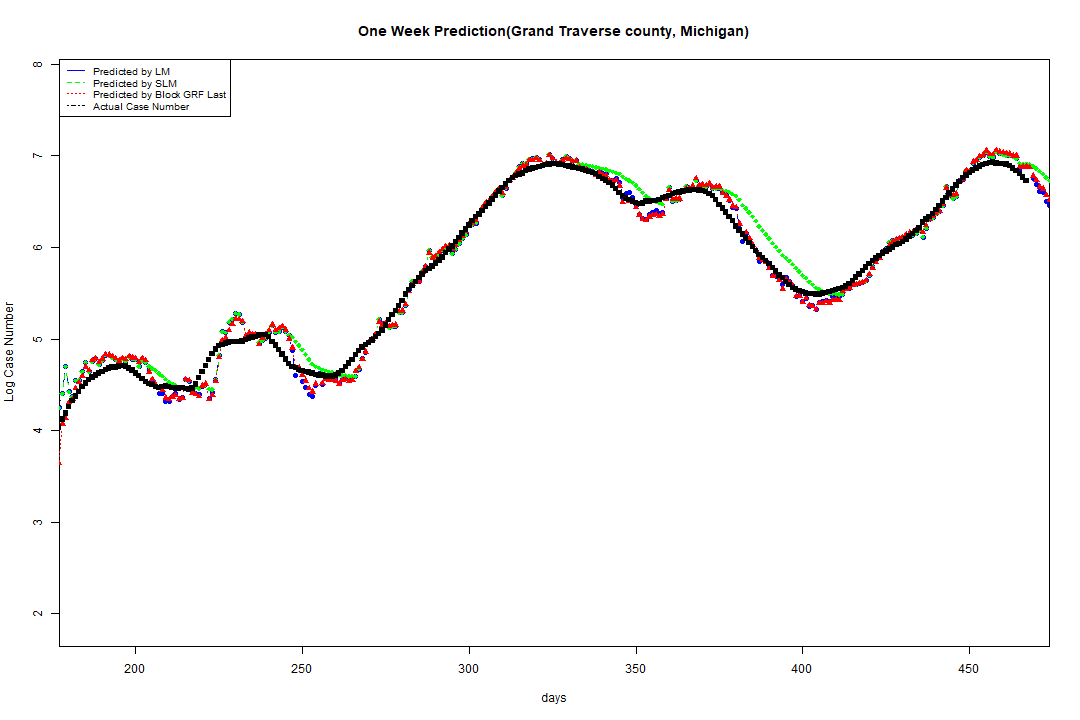 One Week Prediction(Grand Traverse county, Michigan)
Predicted by LM
Predicted by SLM
Predicted by Block GRF Last
Actual Case Number
8
7
6
5
4
3
2
Log Case Number
200 250 300 350 400 450
days